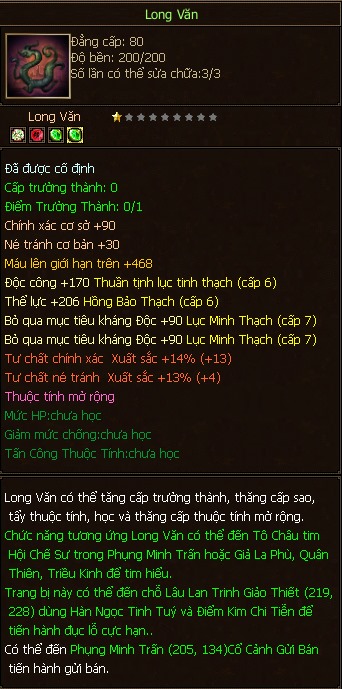 Long Văn
Đẳng cấp: 80
Độ bền: 200/200
Số lần có thể sửa chữa:3/3
Long Văn
Đã được cố định
Cấp trưởng thành: 0
Điểm Trưởng Thành: 0/1
Chính xác cơ sở +90
Né tránh cơ bản +30
Máu lên giới hạn trên +468
Độc công +170 Thuần tịnh lục tinh thạch (cấp 6)
Thể lực +206 Hồng Bảo Thạch (cấp 6)
Bỏ qua mục tiêu kháng Độc +90 Lục Minh Thạch (cấp 7)
Bỏ qua mục tiêu kháng Độc +90 Lục Minh Thạch (cấp 7)
Tư chất chính xác Xuất sắc +14% (+13)
Tư chất né tránh Xuất sắc +13% (+4)
Thuộc tính mở rộng
Mức HP:chưa học
Giảm mức chống:chưa học
Tấn Công Thuộc Tính:chưa học
Long Văn có thể tăng cấp trưởng thành, thăng cấp sao,
tẩy thuộc tính, học và thăng cấp thuộc tính mở rộng.
Chức năng tương ứng Long Văn có thể đến Tô Châu tìm
Hội Chế Sư trong Phụng Minh Trấn hoặc Giả La Phù, Quân
Thiên, Triều Kinh để tìm hiểu.
Trang bị này có thể đến chỗ Lâu Lan Trinh Giảo Thiết (219,
228) dùng Hàn Ngọc Tinh Tuý và Điểm Kim Chi Tiễn để
tiến hành đục lỗ cực hạn..
Có thể đến Phụng Minh Trấn (205, 134)Cổ Cảnh Gửi Bán
tiến hành gửi bán.